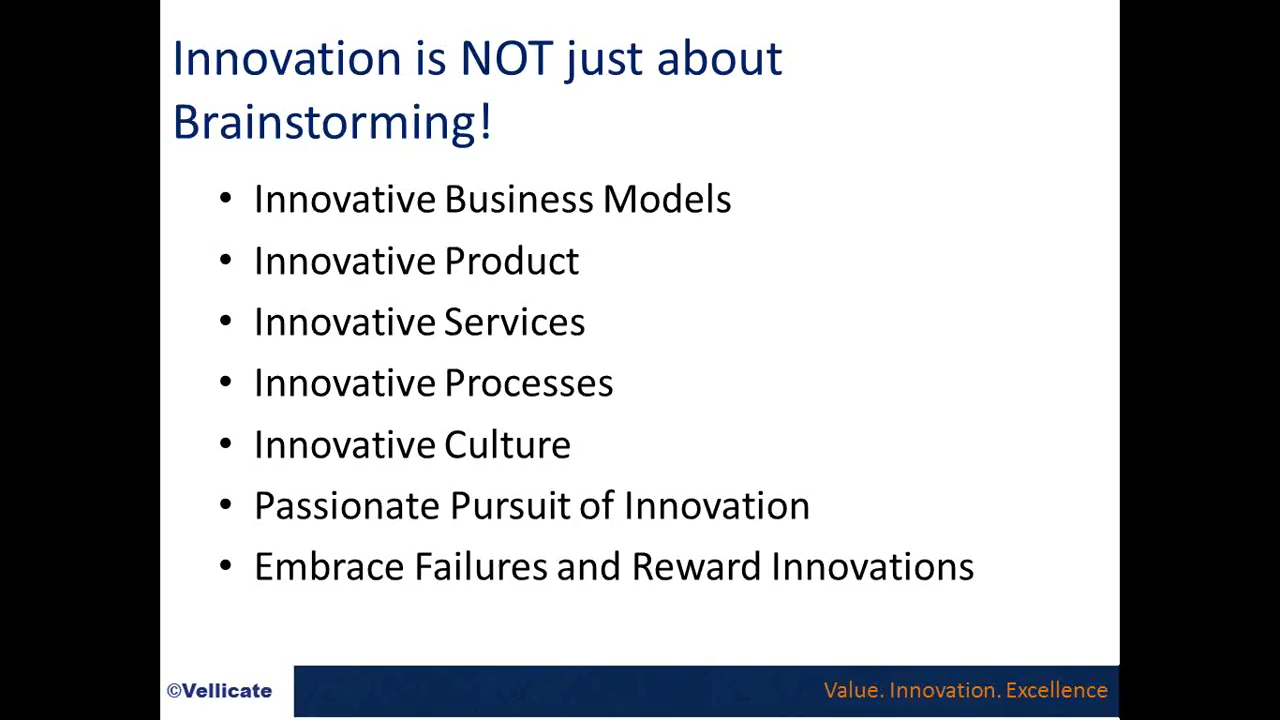 Innovation is NOT just about
Brainstorming!
• Innovative Business Models
• Innovative Product
• Innovative Services
• Innovative Processes
• Innovative Culture
• Passionate Pursuit of Innovation
• Embrace Failures and Reward Innovations
©Vellicate
Value. Innovation. Excellence